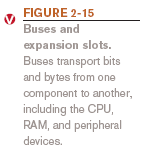 FIGURE 2-15
Buses and
expansion slots.
Buses transport bits
and bytes from one
component to another,
including the CPU,
RAM, and peripheral
devices.